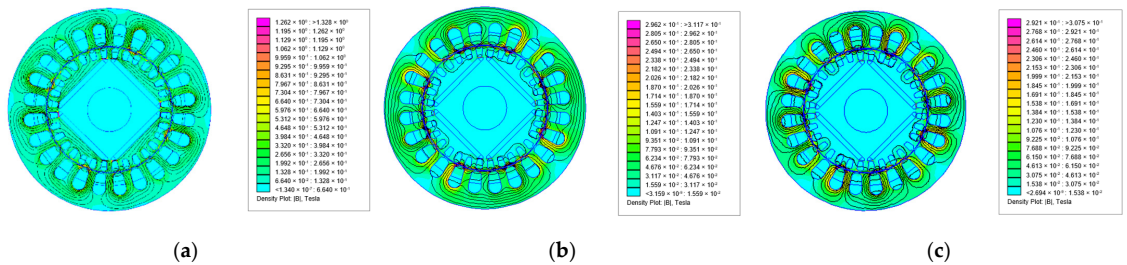 1.262 × 10⁰ : >1.328 × 10⁰
1.195 × 10⁰ : 1.262 × 10⁰
1.129 × 10⁰ : 1.195 × 10⁰
1.062 × 10⁰ : 1.129 × 10⁰
9.959 × 10⁻¹ : 1.062 × 10⁰
9.295 × 10⁻¹ : 9.959 × 10⁻¹
8.631 × 10⁻¹ : 9.295 × 10⁻¹
7.967 × 10⁻¹ : 8.631 × 10⁻¹
7.304 × 10⁻¹ : 7.967 × 10⁻¹
6.640 × 10⁻¹ : 7.304 × 10⁻¹
5.976 × 10⁻¹ : 6.640 × 10⁻¹
5.312 × 10⁻¹ : 5.976 × 10⁻¹
4.648 × 10⁻¹ : 5.312 × 10⁻¹
3.984 × 10⁻¹ : 4.648 × 10⁻¹
3.320 × 10⁻¹ : 3.984 × 10⁻¹
2.656 × 10⁻¹ : 3.320 × 10⁻¹
1.992 × 10⁻¹ : 2.656 × 10⁻¹
1.328 × 10⁻¹ : 1.992 × 10⁻¹
6.640 × 10⁻² : 1.328 × 10⁻¹
<1.340 × 10⁻⁷ : 6.640 × 10⁻¹
Density Plot: |B|, Tesla
2.962 × 10⁻¹ : >3.117 × 10⁻¹
2.805 × 10⁻¹ : 2.962 × 10⁻¹
2.650 × 10⁻¹ : 2.805 × 10⁻¹
2.494 × 10⁻¹ : 2.650 × 10⁻¹
2.338 × 10⁻¹ : 2.494 × 10⁻¹
2.182 × 10⁻¹ : 2.338 × 10⁻¹
2.026 × 10⁻¹ : 2.182 × 10⁻¹
1.870 × 10⁻¹ : 2.026 × 10⁻¹
1.714 × 10⁻¹ : 1.870 × 10⁻¹
1.559 × 10⁻¹ : 1.714 × 10⁻¹
1.403 × 10⁻¹ : 1.559 × 10⁻¹
1.247 × 10⁻¹ : 1.403 × 10⁻¹
1.091 × 10⁻¹ : 1.247 × 10⁻¹
9.351 × 10⁻² : 1.091 × 10⁻¹
7.793 × 10⁻² : 9.351 × 10⁻²
6.234 × 10⁻² : 7.793 × 10⁻²
4.676 × 10⁻² : 6.234 × 10⁻²
3.117 × 10⁻² : 4.676 × 10⁻²
1.559 × 10⁻² : 3.117 × 10⁻²
<3.159 × 10⁻⁸ : 1.559 × 10⁻²
Density Plot: |B|, Tesla
2.921 × 10⁻¹ : >3.075 × 10⁻¹
2.768 × 10⁻¹ : 2.921 × 10⁻¹
2.614 × 10⁻¹ : 2.768 × 10⁻¹
2.460 × 10⁻¹ : 2.614 × 10⁻¹
2.306 × 10⁻¹ : 2.460 × 10⁻¹
2.153 × 10⁻¹ : 2.306 × 10⁻¹
1.999 × 10⁻¹ : 2.153 × 10⁻¹
1.845 × 10⁻¹ : 1.999 × 10⁻¹
1.691 × 10⁻¹ : 1.845 × 10⁻¹
1.538 × 10⁻¹ : 1.691 × 10⁻¹
1.384 × 10⁻¹ : 1.538 × 10⁻¹
1.230 × 10⁻¹ : 1.384 × 10⁻¹
1.076 × 10⁻¹ : 1.230 × 10⁻¹
9.225 × 10⁻² : 1.076 × 10⁻¹
7.688 × 10⁻² : 9.225 × 10⁻²
6.150 × 10⁻² : 7.688 × 10⁻²
4.613 × 10⁻² : 6.150 × 10⁻²
3.075 × 10⁻² : 4.613 × 10⁻²
1.538 × 10⁻² : 3.075 × 10⁻²
<2.694 × 10⁻⁸ : 1.538 × 10⁻²
Density Plot: |B|, Tesla
(a)
(b)
(c)